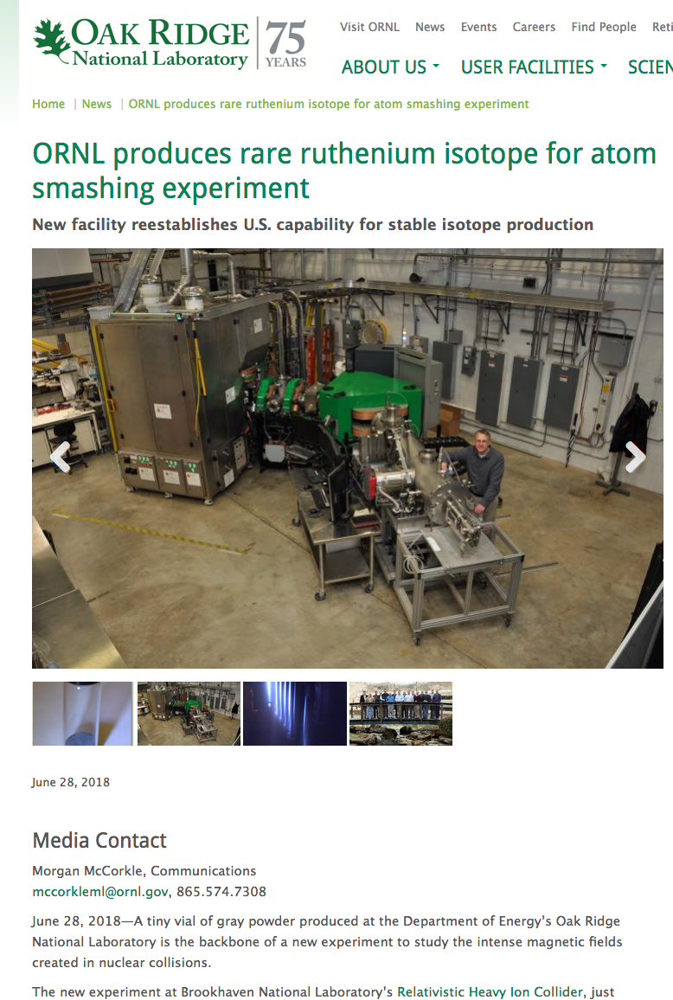 OAK RIDGE
National Laboratory
75
YEARS
Visit ORNL News Events Careers Find People Reti
ABOUT US USER FACILITIES SCIEN
Home | News | ORNL produces rare ruthenium isotope for atom smashing experiment
ORNL produces rare ruthenium isotope for atom
smashing experiment
New facility reestablishes U.S. capability for stable isotope production
June 28, 2018
Media Contact
Morgan McCorkle, Communications
mccorkleml@ornl.gov, 865.574.7308
June 28, 2018—A tiny vial of gray powder produced at the Department of Energy’s Oak Ridge
National Laboratory is the backbone of a new experiment to study the intense magnetic fields
created in nuclear collisions.
The new experiment at Brookhaven National Laboratory’s Relativistic Heavy Ion Collider, just